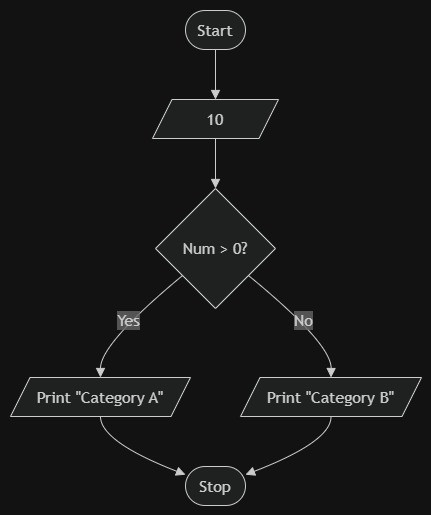 Start
10
Num > 0?
Yes
No
Print "Category A"
Print "Category B"
Stop